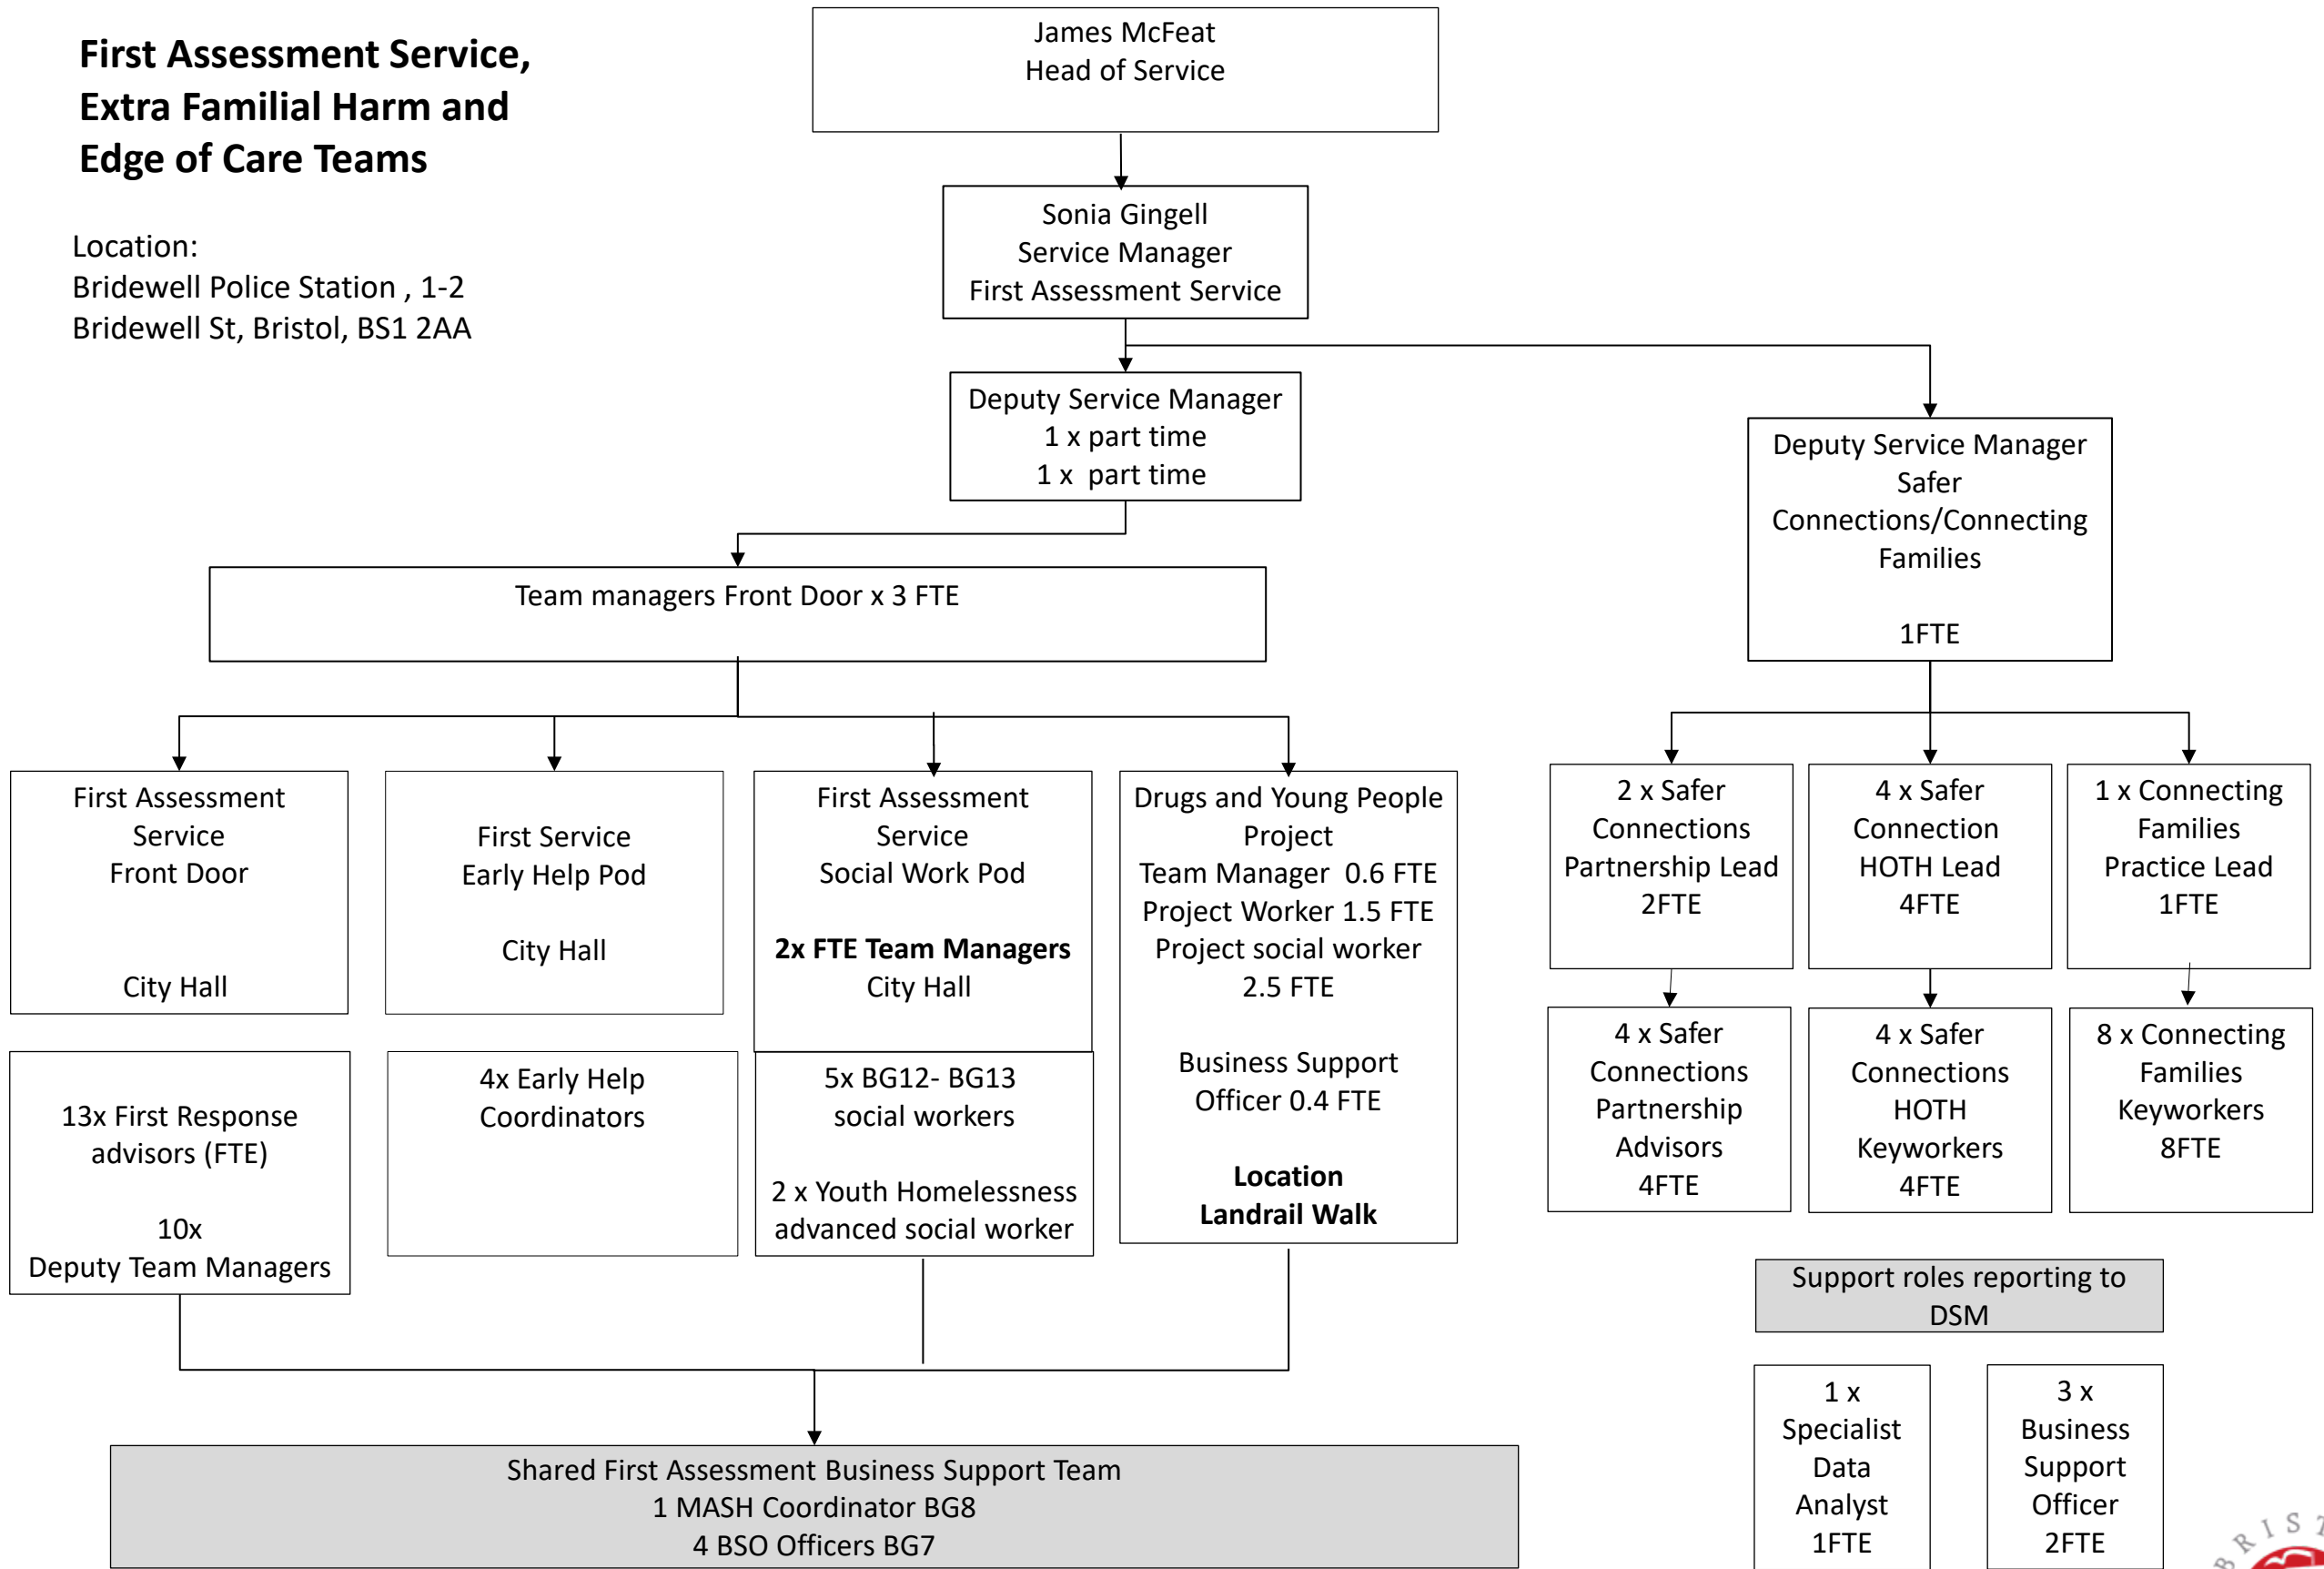 First Assessment Service,
Extra Familial Harm and
Edge of Care Teams
Location:
Bridewell Police Station , 1-2
Bridewell St, Bristol, BS1 2AA
James McFeat
Head of Service
Sonia Gingell
Service Manager
First Assessment Service
Deputy Service Manager
1 x part time
1 x  part time
Deputy Service Manager
Safer
Connections/Connecting
Families
1FTE
Team managers Front Door x 3 FTE
First Assessment
Service
Front Door
City Hall
First Service
Early Help Pod
City Hall
First Assessment
Service
Social Work Pod
2x FTE Team Managers
City Hall
Drugs and Young People
Project
Team Manager  0.6 FTE
Project Worker 1.5 FTE
Project social worker
2.5 FTE
Business Support
Officer 0.4 FTE
Location
Landrail Walk
2 x Safer
Connections
Partnership Lead
2FTE
4 x Safer
Connection
HOTH Lead
4FTE
1 x Connecting
Families
Practice Lead
1FTE
13x First Response
advisors (FTE)
10x
Deputy Team Managers
4x Early Help
Coordinators
5x BG12- BG13
social workers
2 x Youth Homelessness
advanced social worker
4 x Safer
Connections
Partnership
Advisors
4FTE
4 x Safer
Connections
HOTH
Keyworkers
4FTE
8 x Connecting
Families
Keyworkers
8FTE
Support roles reporting to
DSM
1 x
Specialist
Data
Analyst
1FTE
3 x
Business
Support
Officer
2FTE
Shared First Assessment Business Support Team
1 MASH Coordinator BG8
4 BSO Officers BG7